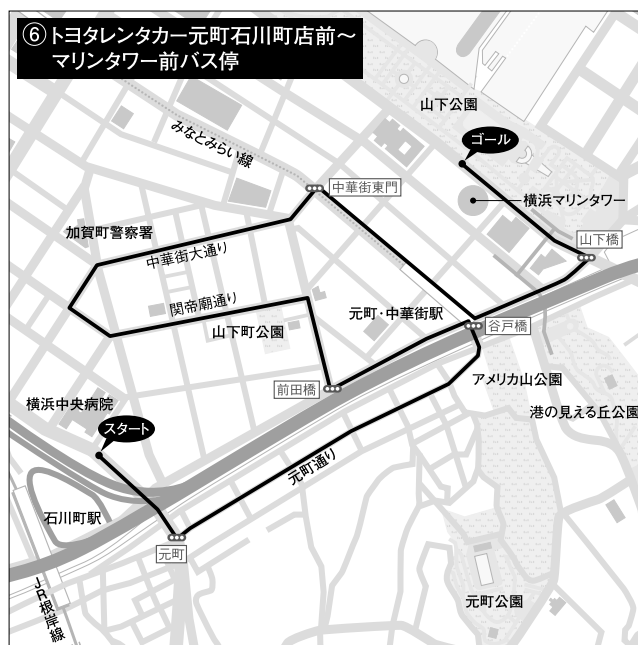 ⑥トヨタレンタカー元町石川町店前～
マリンタワー前バス停
山下公園
ゴール
みなとみらい線
中華街東門
横浜マリンタワー
加賀町警察署
山下橋
中華街大通り
関帝廟通り
元町・中華街駅
山下町公園
谷戸橋
前田橋
アメリカ山公園
横浜中央病院
港の見える丘公園
スタート
元町通り
石川町駅
元町
元町公園
JR根岸線